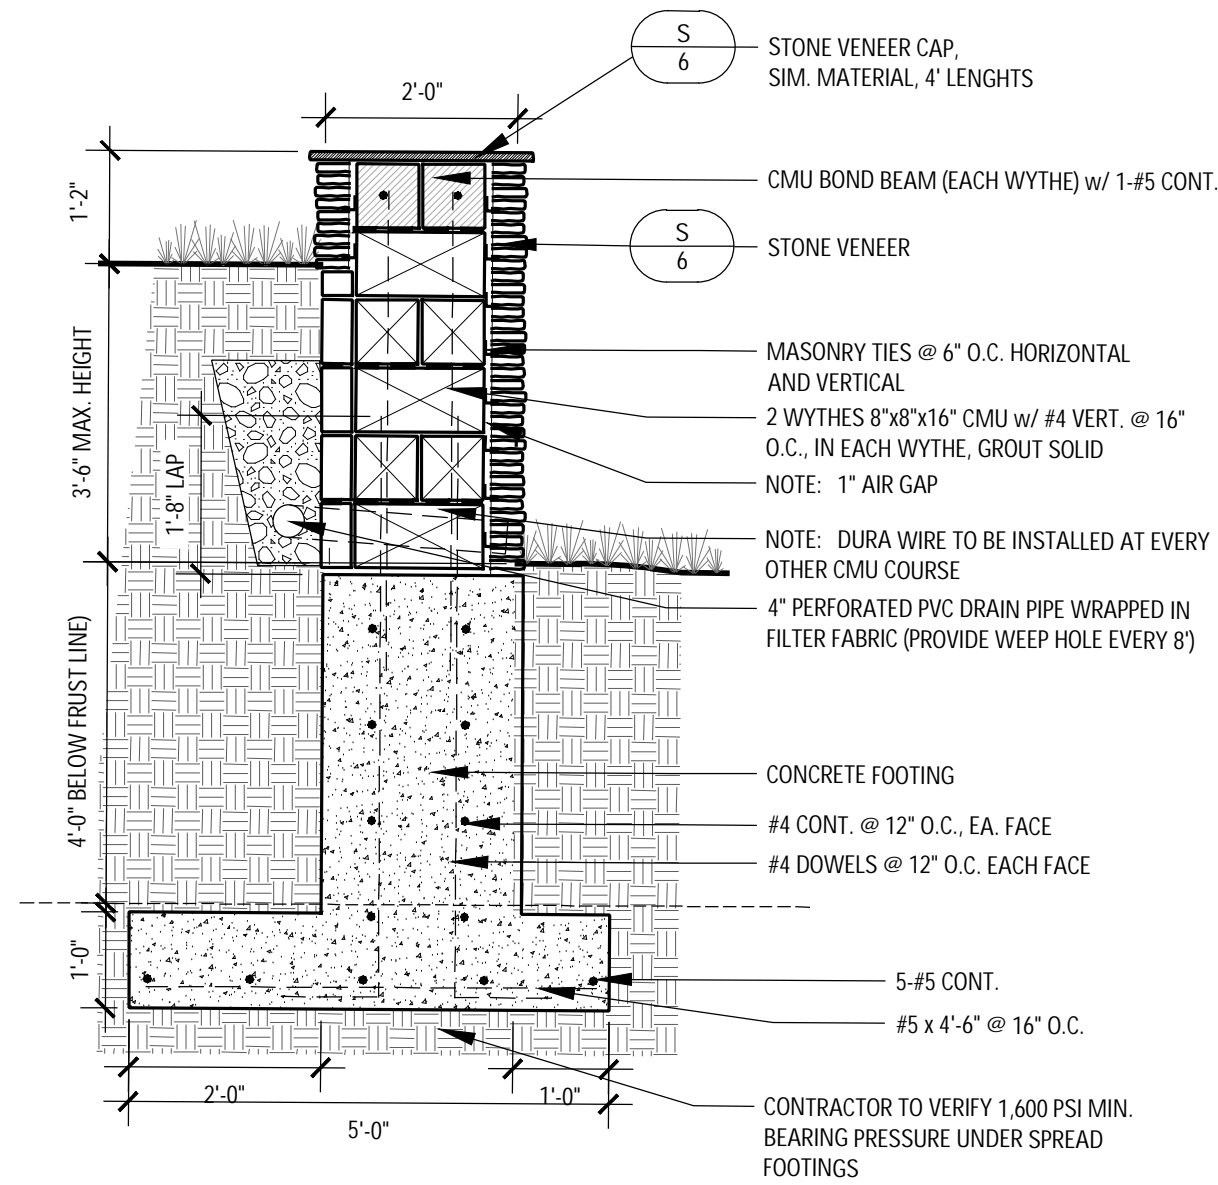 S
6
STONE VENEER CAP,
SIM. MATERIAL, 4' LENGHTS
2'-0"
1'-2"
CMU BOND BEAM (EACH WYTHE) w/ 1-#5 CONT.
S
6
STONE VENEER
3'-6" MAX. HEIGHT
MASONRY TIES @ 6" O.C. HORIZONTAL
AND VERTICAL
2 WYTHES 8"x8"x16" CMU w/ #4 VERT. @ 16"
O.C., IN EACH WYTHE, GROUT SOLID
1'-8" LAP
NOTE: 1" AIR GAP
NOTE: DURA WIRE TO BE INSTALLED AT EVERY
OTHER CMU COURSE
4" PERFORATED PVC DRAIN PIPE WRAPPED IN
FILTER FABRIC (PROVIDE WEEP HOLE EVERY 8')
4'-0" BELOW FRUST LINE)
CONCRETE FOOTING
#4 CONT. @ 12" O.C., EA. FACE
#4 DOWELS @ 12" O.C. EACH FACE
1'-0"
5-#5 CONT.
#5 x 4'-6" @ 16" O.C.
2'-0"
1'-0"
5'-0"
CONTRACTOR TO VERIFY 1,600 PSI MIN.
BEARING PRESSURE UNDER SPREAD
FOOTINGS